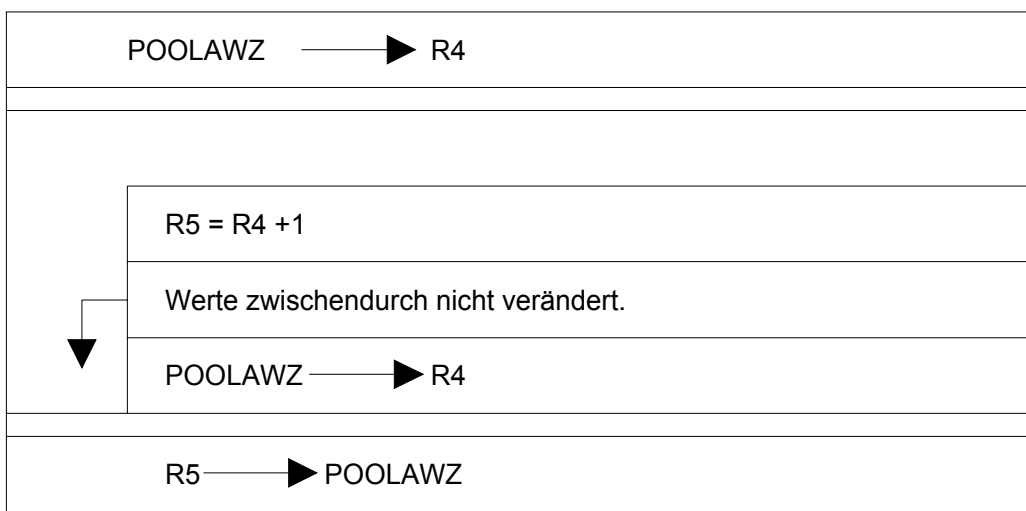 POOLAWZ R4
R5 = R4 +1
Werte zwischendurch nicht verändert.
POOLAWZ R4
R5 POOLAWZ